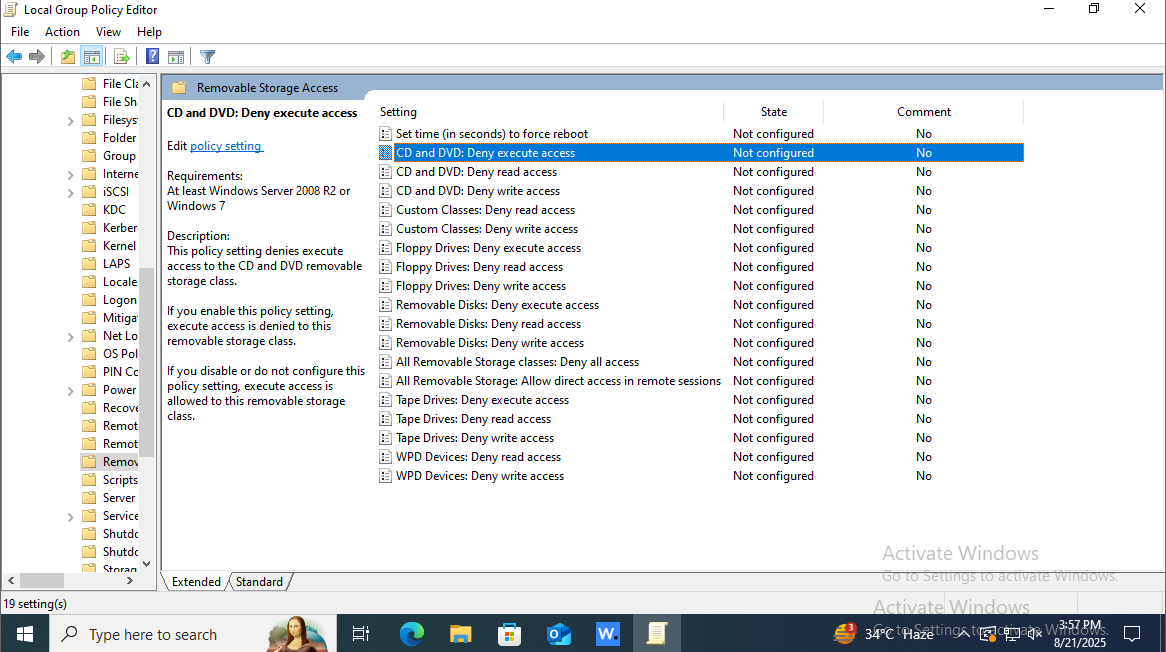 Local Group Policy Editor
File Action View Help
File Cla
File Sh
Filesys
Folder
Group
Interne
iSCSI
KDC
Kerber
Kernel
LAPS
Locale
Logon
Mitiga
Net Lo
OS Pol
PIN Co
Power
Recove
Remot
Remot
Remov
Scripts
Server
Service
Shutdo
Shutdo
Storag
Removable Storage Access
CD and DVD: Deny execute access
Edit policy setting
Requirements:
At least Windows Server 2008 R2 or
Windows 7
Description:
This policy setting denies execute
access to the CD and DVD removable
storage class.
If you enable this policy setting,
execute access is denied to this
removable storage class.
If you disable or do not configure this
policy setting, execute access is
allowed to this removable storage
class.
Setting State Comment
Set time (in seconds) to force reboot Not configured No
CD and DVD: Deny execute access Not configured No
CD and DVD: Deny read access Not configured No
CD and DVD: Deny write access Not configured No
Custom Classes: Deny read access Not configured No
Custom Classes: Deny write access Not configured No
Floppy Drives: Deny execute access Not configured No
Floppy Drives: Deny read access Not configured No
Floppy Drives: Deny write access Not configured No
Removable Disks: Deny execute access Not configured No
Removable Disks: Deny read access Not configured No
Removable Disks: Deny write access Not configured No
All Removable Storage classes: Deny all access Not configured No
All Removable Storage: Allow direct access in remote sessions Not configured No
Tape Drives: Deny execute access Not configured No
Tape Drives: Deny read access Not configured No
Tape Drives: Deny write access Not configured No
WPD Devices: Deny read access Not configured No
WPD Devices: Deny write access Not configured No
Activate Windows
Go to Settings to activate Windows.
Extended Standard
19 setting(s)
Activate Windows
Go to Settings to activate Windows.
Type here to search
W.
3
34°C Haze
3:57 PM
8/21/2025